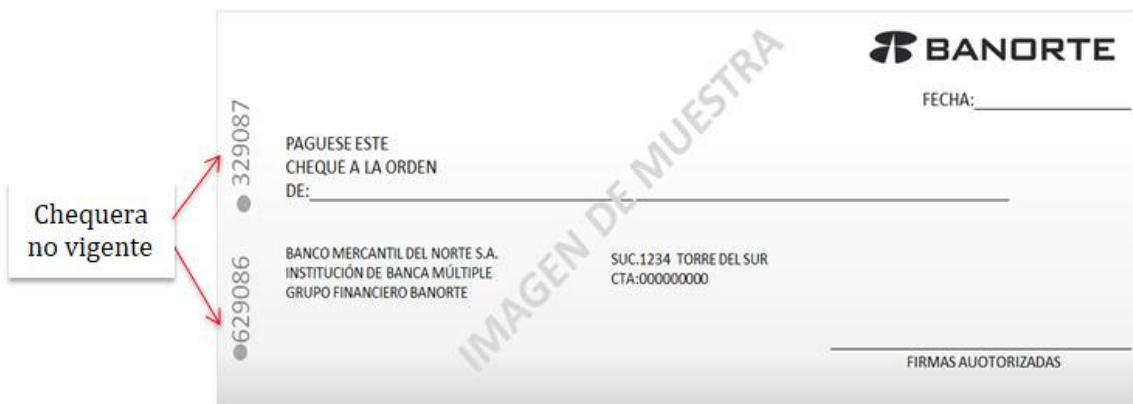 BANORTE
FECHA:
329087
PAGUESE ESTE
CHEQUE A LA ORDEN
DE:
IMAGEN DE MUESTRA
Chequera
no vigente
629086
BANCO MERCANTIL DEL NORTE S.A.
INSTITUCIÓN DE BANCA MÚLTIPLE
GRUPO FINANCIERO BANORTE
SUC.1234 TORRE DEL SUR
CTA:000000000
FIRMAS AUOTORIZADAS